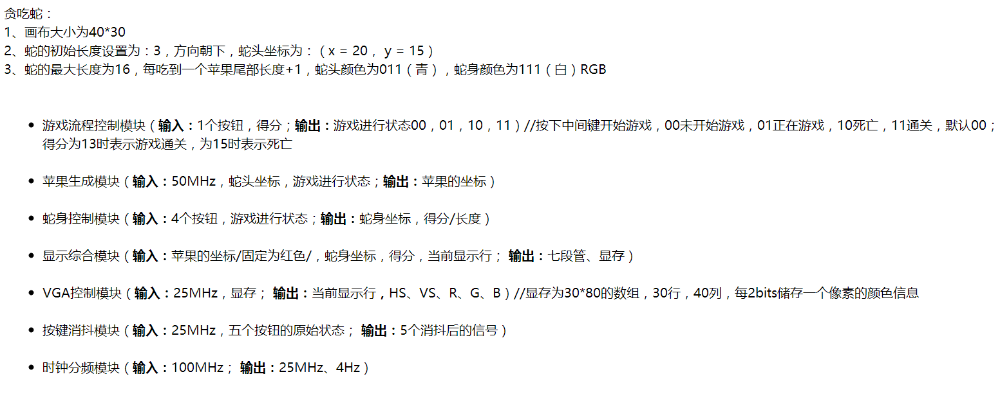 贪吃蛇：
1、画布大小为40*30
2、蛇的初始长度设置为：3，方向朝下，蛇头坐标为：（x = 20， y = 15）
3、蛇的最大长度为16，每吃到一个苹果尾部长度+1，蛇头颜色为011（青），蛇身颜色为111（白）RGB
• 游戏流程控制模块（输入：1个按钮，得分；输出：游戏进行状态00，01，10，11）//按下中间键开始游戏，00未开始游戏，01正在游戏，10死亡，11通关，默认00；
得分为13时表示游戏通关，为15时表示死亡
• 苹果生成模块（输入：50MHz，蛇头坐标，游戏进行状态；输出：苹果的坐标）
• 蛇身控制模块（输入：4个按钮，游戏进行状态；输出：蛇身坐标，得分/长度）
• 显示综合模块（输入：苹果的坐标/固定为红色/，蛇身坐标，得分，当前显示行； 输出：七段管、显存）
• VGA控制模块（输入：25MHz，显存； 输出：当前显示行，HS、VS、R、G、B）//显存为30*80的数组，30行，40列，每2bits储存一个像素的颜色信息
• 按键消抖模块（输入：25MHz，五个按钮的原始状态； 输出：5个消抖后的信号）
• 时钟分频模块（输入：100MHz； 输出：25MHz、4Hz）